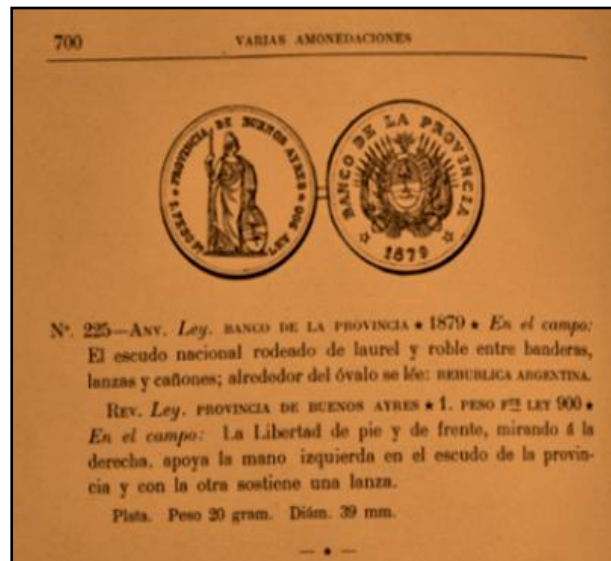 700 VARIAS AMONEDACIONES
★ PROVINCIA DE BUENOS AYRES ★
1. PESO Fᵗᵉ LEY 900
BANCO DE LA PROVINCIA
☆ 1879 ☆
Nº. 225—ANV. Ley. BANCO DE LA PROVINCIA ★ 1879 ★ En el campo:
El escudo nacional rodeado de laurel y roble entre banderas,
lanzas y cañones; alrededor del óvalo se lée: REHUBLICA ARGENTINA.
REV. Ley. PROVINCIA DE BUENOS AYRES ★ 1. PESO Fᵀᴱ LEY 900 ★
En el campo: La Libertad de pie y de frente, mirando á la
derecha, apoya la mano izquierda en el escudo de la provin-
cia y con la otra sostiene una lanza.
Plata. Peso 20 gram. Diám. 39 mm.